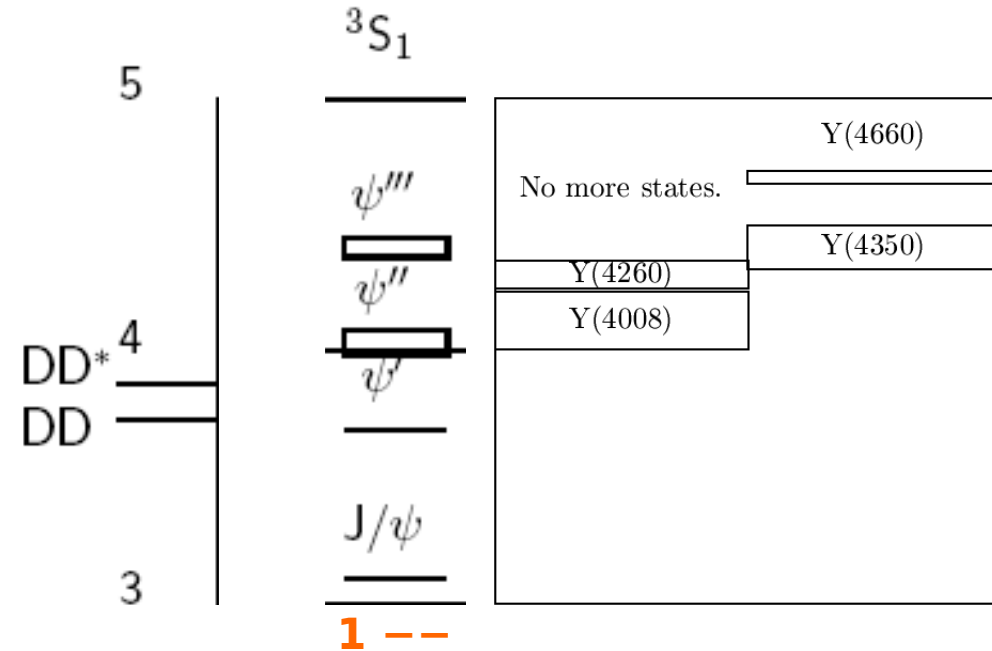 ³S₁
5
Y(4660)
ψ′′′
No more states.
Y(4350)
Y(4260)
ψ′′
Y(4008)
4
DD*
ψ′
DD
J/ψ
3
1 −−